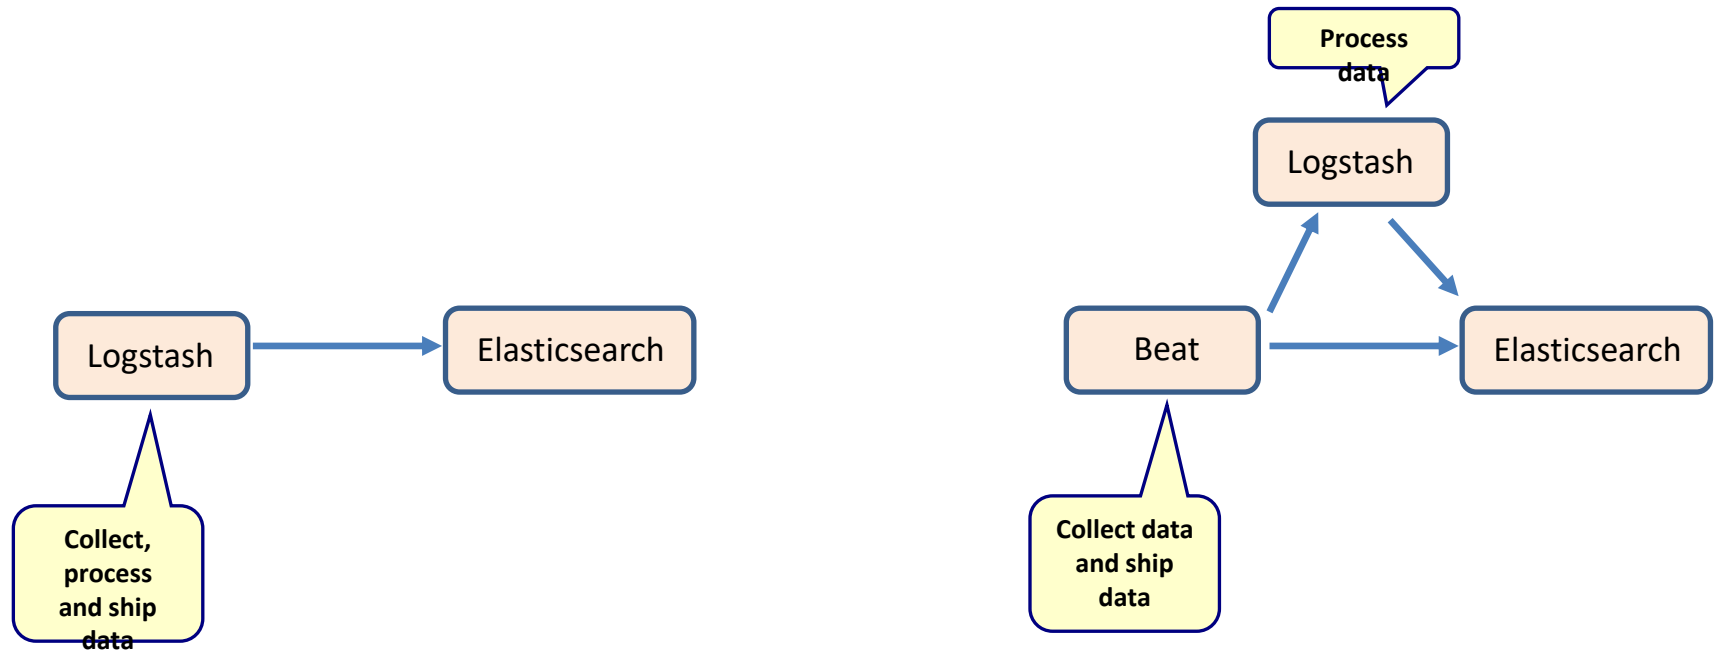 Logstash
Elasticsearch
Collect,
process
and ship
data
Process
data
Logstash
Beat
Elasticsearch
Collect data
and ship
data